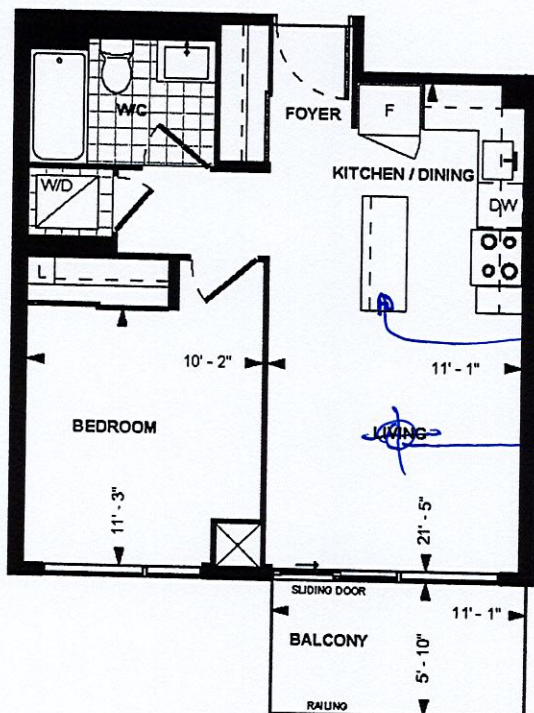 W/C
FOYER
F
KITCHEN / DINING
W/D
DW
L
10' - 2"
11' - 1"
BEDROOM
LIVING
11' - 3"
21' - 5"
SLIDING DOOR
BALCONY
11' - 1"
5' - 10"
RAILING